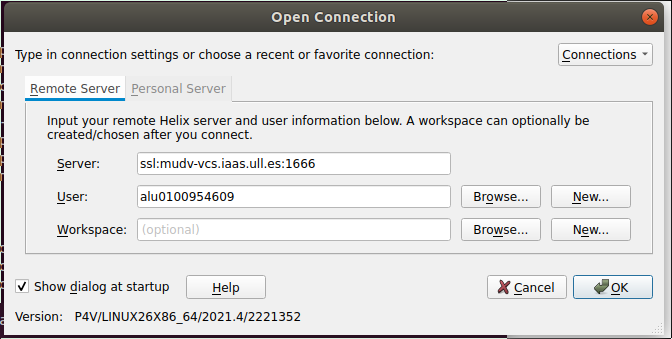 Open Connection
Type in connection settings or choose a recent or favorite connection:
Connections
Remote Server
Personal Server
Input your remote Helix server and user information below. A workspace can optionally be
created/chosen after you connect.
Server: ssl:mudv-vcs.iaas.ull.es:1666
User: alu0100954609 Browse... New...
Workspace: (optional) Browse... New...
Show dialog at startup Help Cancel OK
Version: P4V/LINUX26X86_64/2021.4/2221352